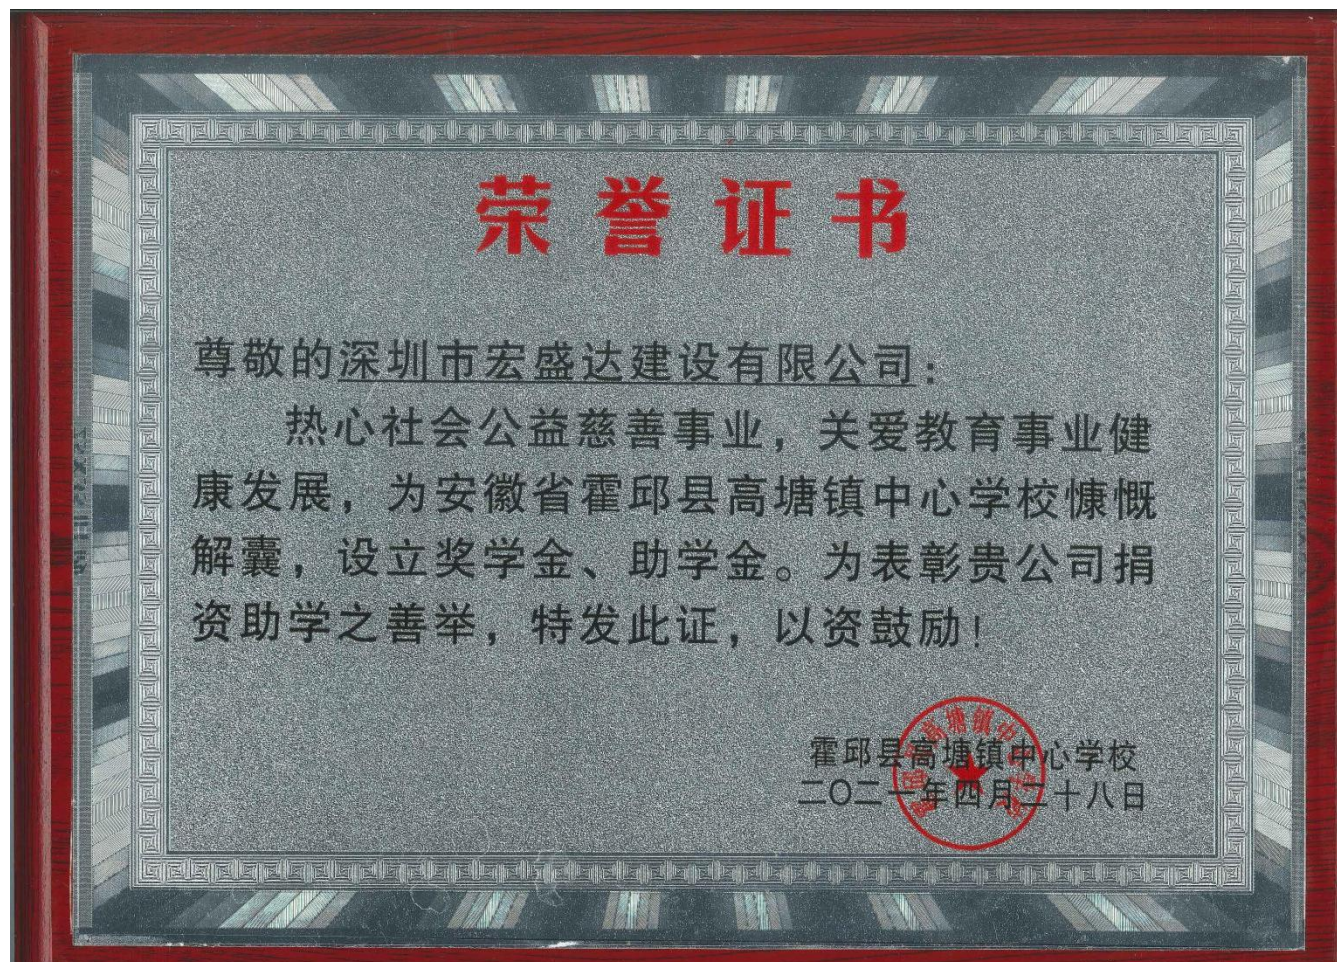 荣誉证书
尊敬的深圳市宏盛达建设有限公司：
热心社会公益慈善事业，关爱教育事业健
康发展，为安徽省霍邱县高塘镇中心学校慷慨
解囊，设立奖学金、助学金。为表彰贵公司捐
资助学之善举，特发此证，以资鼓励！
霍邱县高塘镇中心学校
二〇二一年四月二十八日